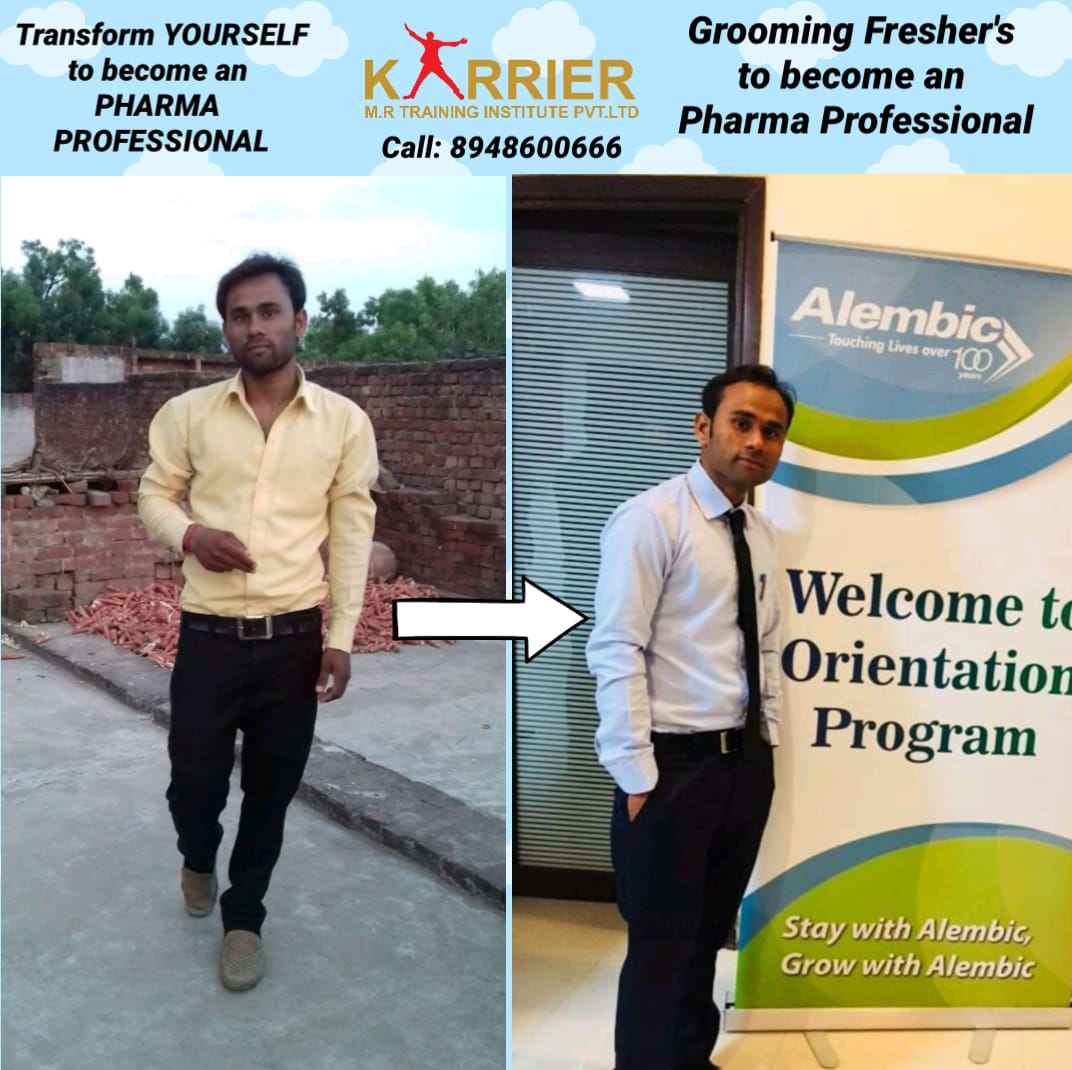 Transform YOURSELF
to become an
PHARMA
PROFESSIONAL
KARRIER
M.R TRAINING INSTITUTE PVT.LTD
Call: 8948600666
Grooming Fresher's
to become an
Pharma Professional
Alembic
Touching Lives over 100
years
Welcome to
Orientation
Program
Stay with Alembic,
Grow with Alembic